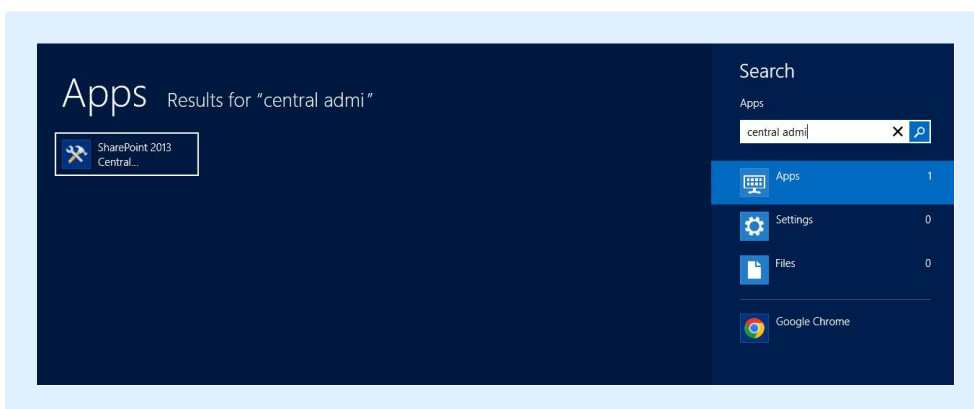 Apps Results for "central admi"
SharePoint 2013
Central...
Search
Apps
central admi
Apps 1
Settings 0
Files 0
Google Chrome